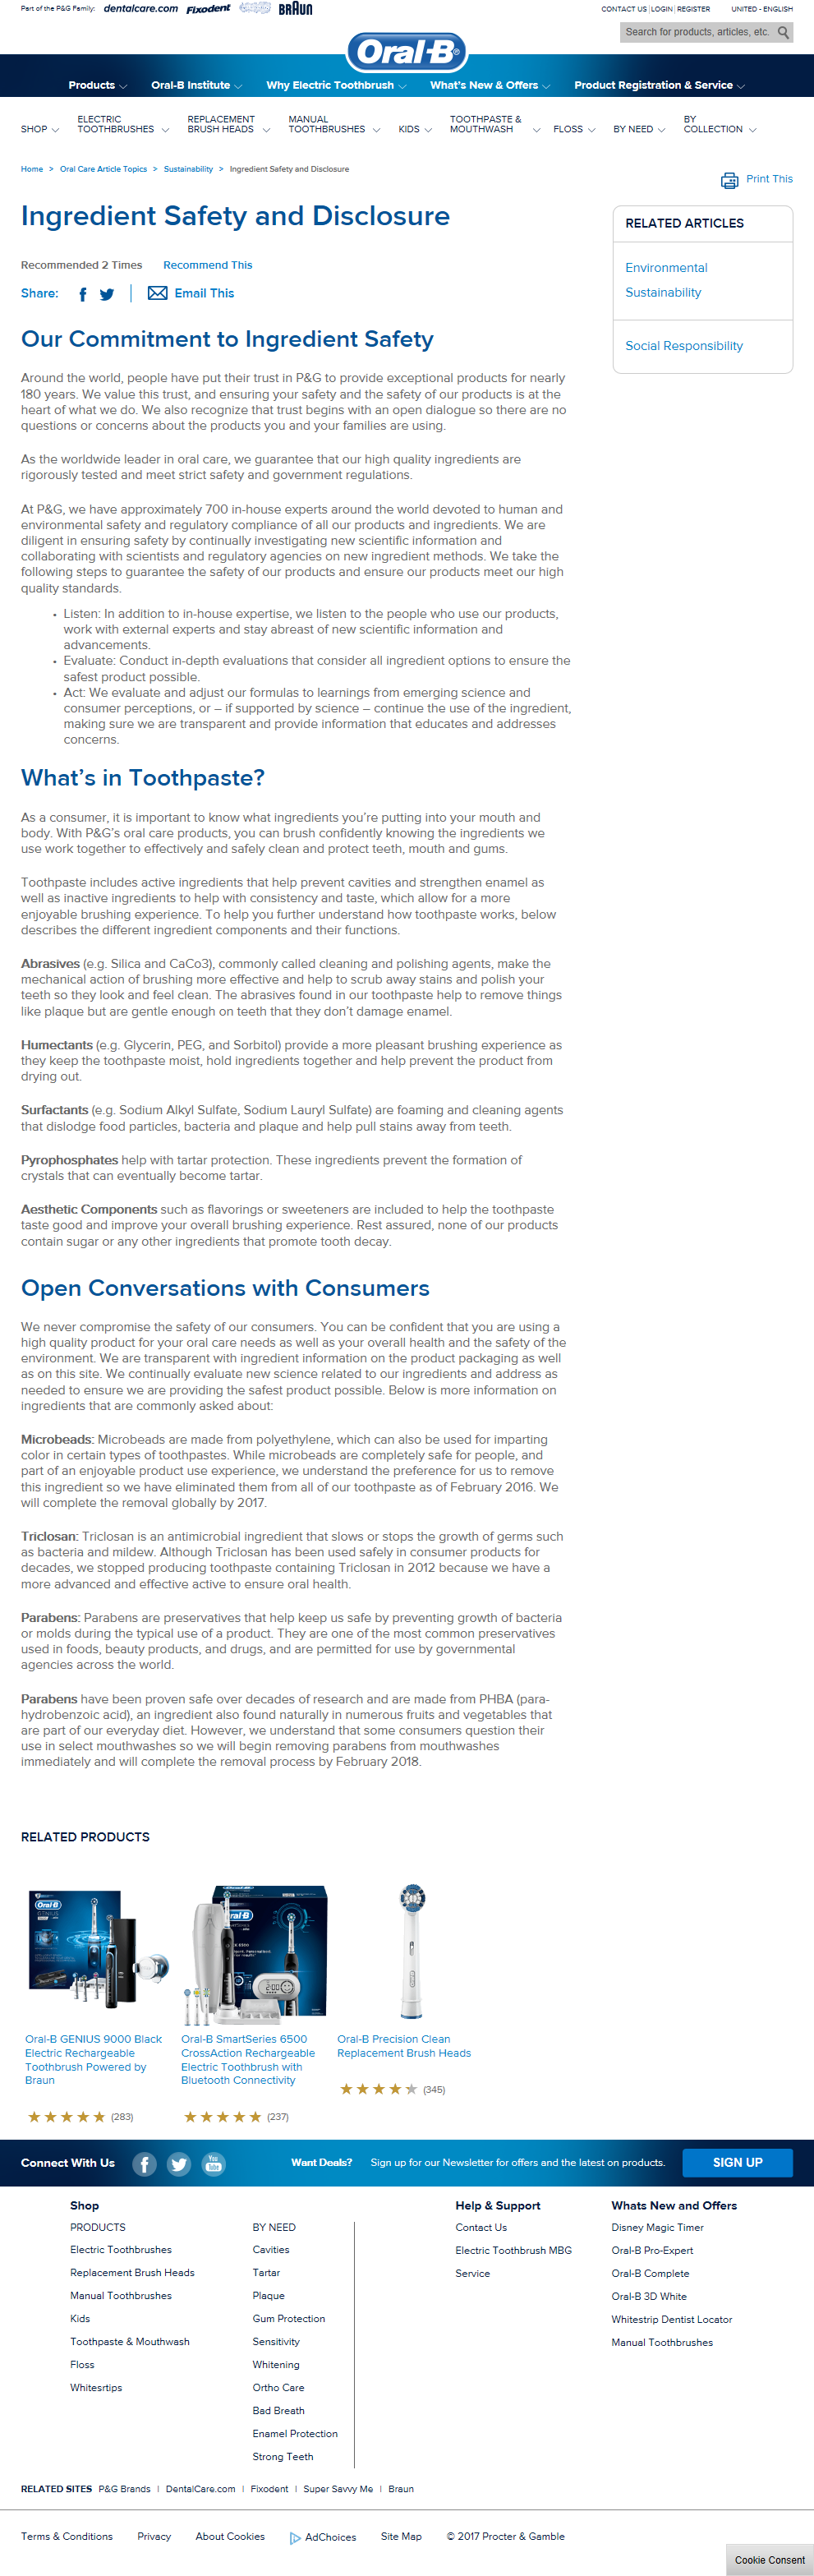 Part of the P&G Family: dentalcare.com Fixodent BRAUN
CONTACT US | LOGIN | REGISTER UNITED - ENGLISH
Search for products, articles, etc.
Oral-B
Products Oral-B Institute Why Electric Toothbrush What's New & Offers Product Registration & Service
SHOP ELECTRIC TOOTHBRUSHES REPLACEMENT BRUSH HEADS MANUAL TOOTHBRUSHES KIDS TOOTHPASTE & MOUTHWASH FLOSS BY NEED BY COLLECTION
Home > Oral Care Article Topics > Sustainability > Ingredient Safety and Disclosure
Print This
Ingredient Safety and Disclosure
Recommended 2 Times Recommend This
Share: Email This
RELATED ARTICLES
Environmental
Sustainability
Social Responsibility
Our Commitment to Ingredient Safety
Around the world, people have put their trust in P&G to provide exceptional products for nearly
180 years. We value this trust, and ensuring your safety and the safety of our products is at the
heart of what we do. We also recognize that trust begins with an open dialogue so there are no
questions or concerns about the products you and your families are using.
As the worldwide leader in oral care, we guarantee that our high quality ingredients are
rigorously tested and meet strict safety and government regulations.
At P&G, we have approximately 700 in-house experts around the world devoted to human and
environmental safety and regulatory compliance of all our products and ingredients. We are
diligent in ensuring safety by continually investigating new scientific information and
collaborating with scientists and regulatory agencies on new ingredient methods. We take the
following steps to guarantee the safety of our products and ensure our products meet our high
quality standards.
• Listen: In addition to in-house expertise, we listen to the people who use our products,
work with external experts and stay abreast of new scientific information and
advancements.
• Evaluate: Conduct in-depth evaluations that consider all ingredient options to ensure the
safest product possible.
• Act: We evaluate and adjust our formulas to learnings from emerging science and
consumer perceptions, or – if supported by science – continue the use of the ingredient,
making sure we are transparent and provide information that educates and addresses
concerns.
What's in Toothpaste?
As a consumer, it is important to know what ingredients you're putting into your mouth and
body. With P&G's oral care products, you can brush confidently knowing the ingredients we
use work together to effectively and safely clean and protect teeth, mouth and gums.
Toothpaste includes active ingredients that help prevent cavities and strengthen enamel as
well as inactive ingredients to help with consistency and taste, which allow for a more
enjoyable brushing experience. To help you further understand how toothpaste works, below
describes the different ingredient components and their functions.
Abrasives (e.g. Silica and CaCo3), commonly called cleaning and polishing agents, make the
mechanical action of brushing more effective and help to scrub away stains and polish your
teeth so they look and feel clean. The abrasives found in our toothpaste help to remove things
like plaque but are gentle enough on teeth that they don't damage enamel.
Humectants (e.g. Glycerin, PEG, and Sorbitol) provide a more pleasant brushing experience as
they keep the toothpaste moist, hold ingredients together and help prevent the product from
drying out.
Surfactants (e.g. Sodium Alkyl Sulfate, Sodium Lauryl Sulfate) are foaming and cleaning agents
that dislodge food particles, bacteria and plaque and help pull stains away from teeth.
Pyrophosphates help with tartar protection. These ingredients prevent the formation of
crystals that can eventually become tartar.
Aesthetic Components such as flavorings or sweeteners are included to help the toothpaste
taste good and improve your overall brushing experience. Rest assured, none of our products
contain sugar or any other ingredients that promote tooth decay.
Open Conversations with Consumers
We never compromise the safety of our consumers. You can be confident that you are using a
high quality product for your oral care needs as well as your overall health and the safety of the
environment. We are transparent with ingredient information on the product packaging as well
as on this site. We continually evaluate new science related to our ingredients and address as
needed to ensure we are providing the safest product possible. Below is more information on
ingredients that are commonly asked about:
Microbeads: Microbeads are made from polyethylene, which can also be used for imparting
color in certain types of toothpastes. While microbeads are completely safe for people, and
part of an enjoyable product use experience, we understand the preference for us to remove
this ingredient so we have eliminated them from all of our toothpaste as of February 2016. We
will complete the removal globally by 2017.
Triclosan: Triclosan is an antimicrobial ingredient that slows or stops the growth of germs such
as bacteria and mildew. Although Triclosan has been used safely in consumer products for
decades, we stopped producing toothpaste containing Triclosan in 2012 because we have a
more advanced and effective active to ensure oral health.
Parabens: Parabens are preservatives that help keep us safe by preventing growth of bacteria
or molds during the typical use of a product. They are one of the most common preservatives
used in foods, beauty products, and drugs, and are permitted for use by governmental
agencies across the world.
Parabens have been proven safe over decades of research and are made from PHBA (para-
hydrobenzoic acid), an ingredient also found naturally in numerous fruits and vegetables that
are part of our everyday diet. However, we understand that some consumers question their
use in select mouthwashes so we will begin removing parabens from mouthwashes
immediately and will complete the removal process by February 2018.
RELATED PRODUCTS
Oral-B GENIUS 9000 Black
Electric Rechargeable
Toothbrush Powered by
Braun
(283)
Oral-B SmartSeries 6500
CrossAction Rechargeable
Electric Toothbrush with
Bluetooth Connectivity
(237)
Oral-B Precision Clean
Replacement Brush Heads
(345)
Connect With Us You Tube Want Deals? Sign up for our Newsletter for offers and the latest on products. SIGN UP
Shop
PRODUCTS
Electric Toothbrushes
Replacement Brush Heads
Manual Toothbrushes
Kids
Toothpaste & Mouthwash
Floss
Whitesrtips
BY NEED
Cavities
Tartar
Plaque
Gum Protection
Sensitivity
Whitening
Ortho Care
Bad Breath
Enamel Protection
Strong Teeth
Help & Support
Contact Us
Electric Toothbrush MBG
Service
Whats New and Offers
Disney Magic Timer
Oral-B Pro-Expert
Oral-B Complete
Oral-B 3D White
Whitestrip Dentist Locator
Manual Toothbrushes
RELATED SITES P&G Brands | DentalCare.com | Fixodent | Super Savvy Me | Braun
Terms & Conditions Privacy About Cookies AdChoices Site Map © 2017 Procter & Gamble
Cookie Consent